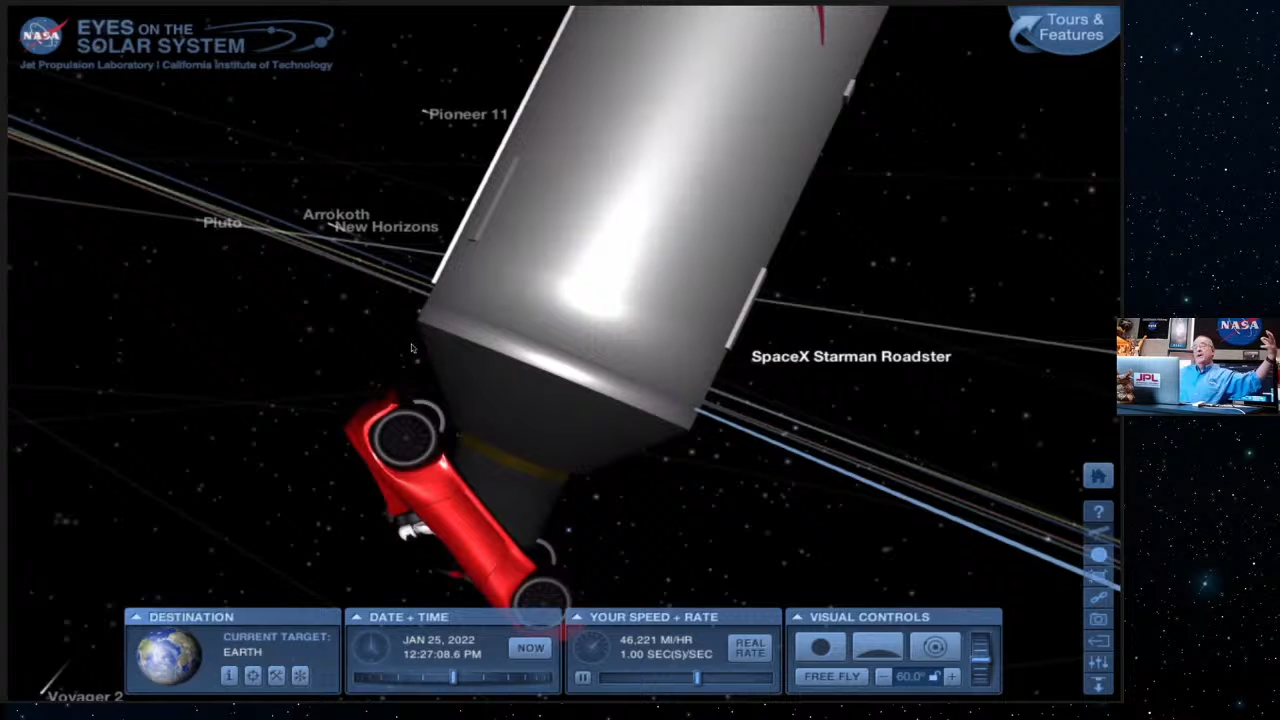 NASA
EYES ON THE
SOLAR SYSTEM
Jet Propulsion Laboratory | California Institute of Technology
Tours &
Features
Pioneer 11
Arrokoth
Pluto
New Horizons
SpaceX Starman Roadster
NASA
JPL
?
DESTINATION
CURRENT TARGET:
EARTH
i
DATE + TIME
JAN 25, 2022
12:27:08.6 PM
NOW
YOUR SPEED + RATE
46,221 MI/HR
1.00 SEC(S)/SEC
REAL
RATE
VISUAL CONTROLS
FREE FLY
60.0°
Voyager 2